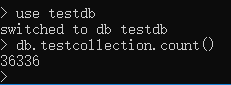 > use testdb
switched to db testdb
> db.testcollection.count()
36336
>